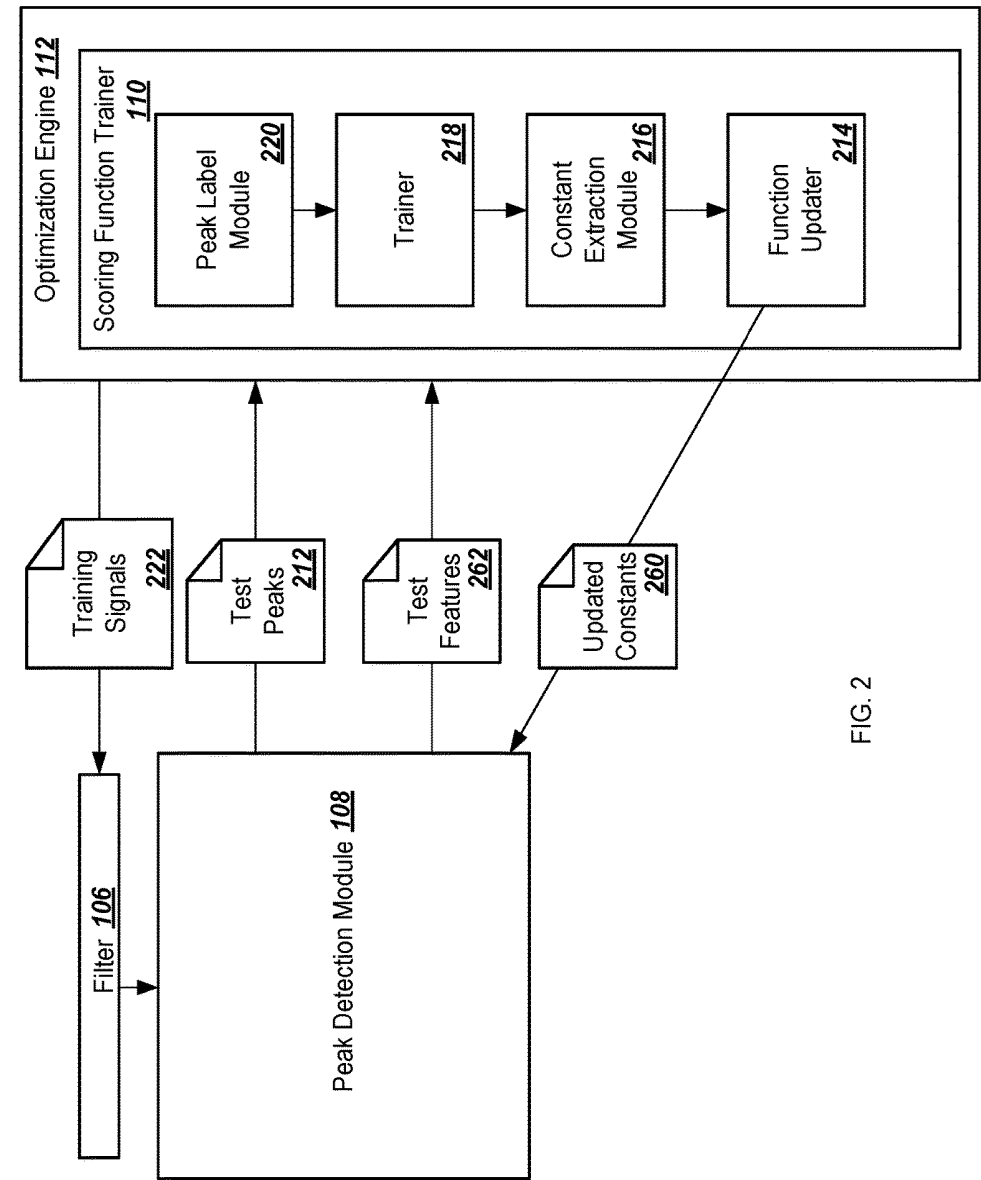 Optimization Engine 112
Scoring Function Trainer
110
Peak Label
Module
220
Trainer
218
Constant
Extraction
Module
216
Function
Updater
214
Training
Signals
222
Test
Peaks
212
Test
Features
262
Updated
Constants
260
Filter 106
Peak Detection Module 108
FIG. 2